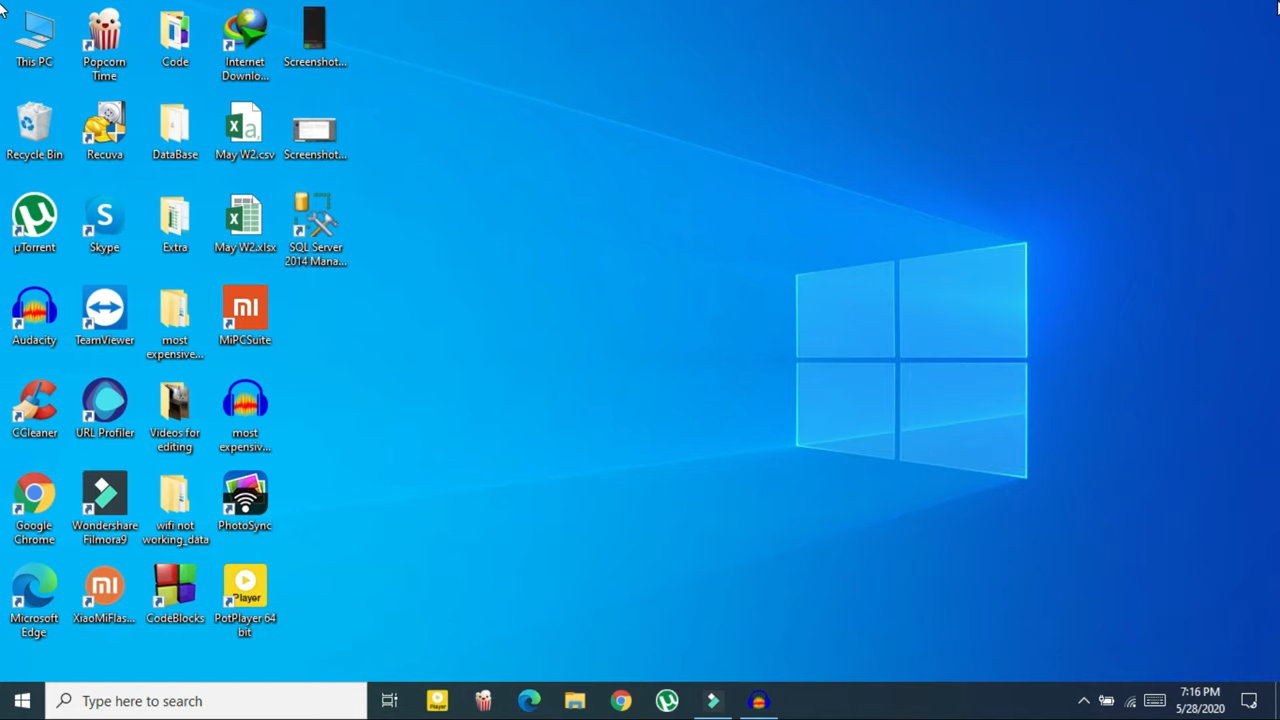 This PC
Popcorn
Time
Code
Internet
Downlo...
Screenshot...
Recycle Bin
Recuva
DataBase
May W2.csv
Screenshot...
µTorrent
Skype
Extra
May W2.xlsx
SQL Server
2014 Mana...
Audacity
TeamViewer
most
expensive...
MiPCSuite
CCleaner
URL Profiler
Videos for
editing
most
expensiv...
Google
Chrome
Wondershare
Filmora9
wifi not
working_data
PhotoSync
Microsoft
Edge
XiaoMiFlas...
CodeBlocks
Player
PotPlayer 64
bit
Type here to search
Player
7:16 PM
5/28/2020